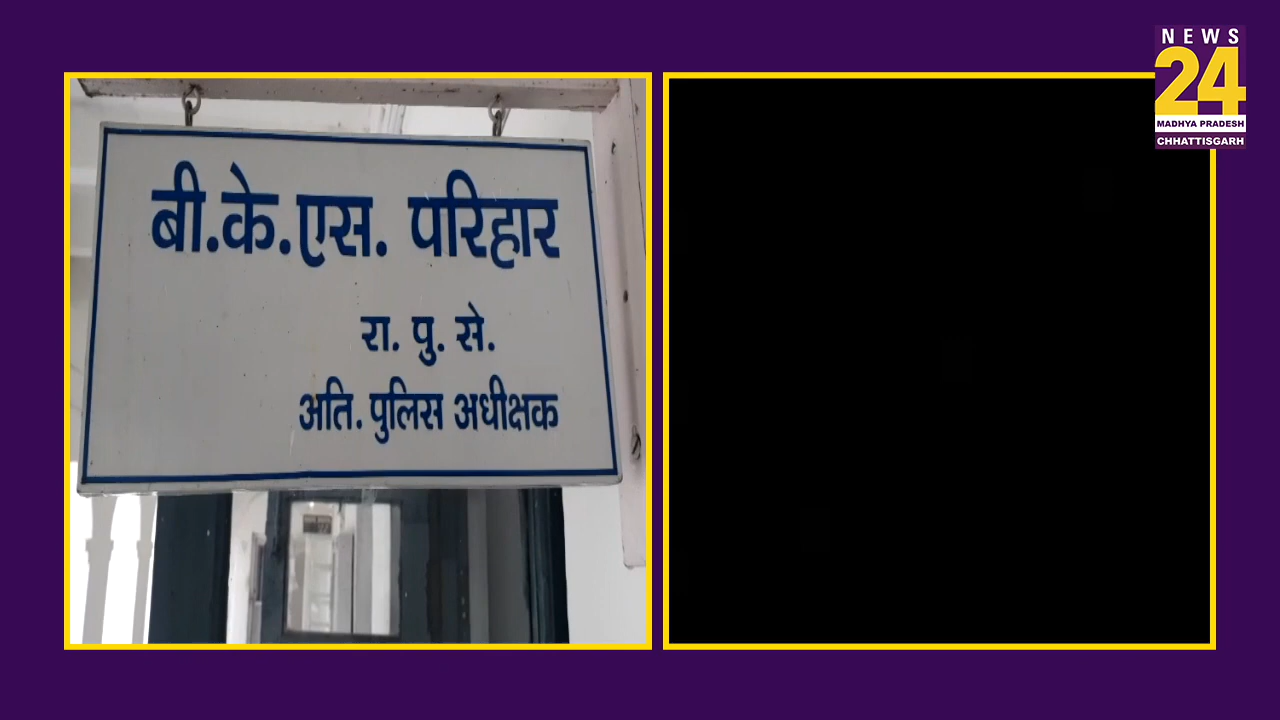 बी.के.एस. परिहार
रा. पु. से.
अति. पुलिस अधीक्षक
NEWS
24
MADHYA PRADESH
CHHATTISGARH